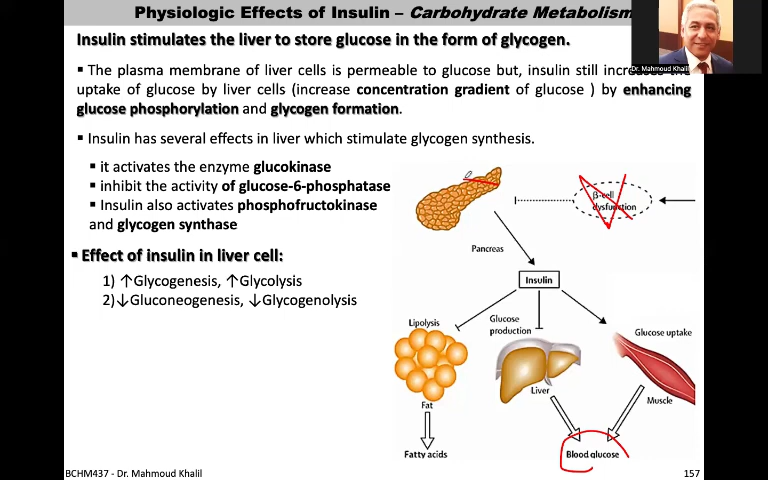 Physiologic Effects of Insulin – Carbohydrate Metabolism
Insulin stimulates the liver to store glucose in the form of glycogen.
Dr. Mahmoud Khalil
▪ The plasma membrane of liver cells is permeable to glucose but, insulin still
uptake of glucose by liver cells (increase concentration gradient of glucose ) by enhancing
glucose phosphorylation and glycogen formation.
▪ Insulin has several effects in liver which stimulate glycogen synthesis.
▪ it activates the enzyme glucokinase
▪ inhibit the activity of glucose-6-phosphatase
▪ Insulin also activates phosphofructokinase
and glycogen synthase
▪ Effect of insulin in liver cell:
1) ↑Glycogenesis, ↑Glycolysis
2)↓Gluconeogenesis, ↓Glycogenolysis
β-cell
dysfunction
Pancreas
Insulin
Lipolysis
Glucose
production
Glucose uptake
Liver
Muscle
Fat
Fatty acids
Blood glucose
BCHM437 - Dr. Mahmoud Khalil
157